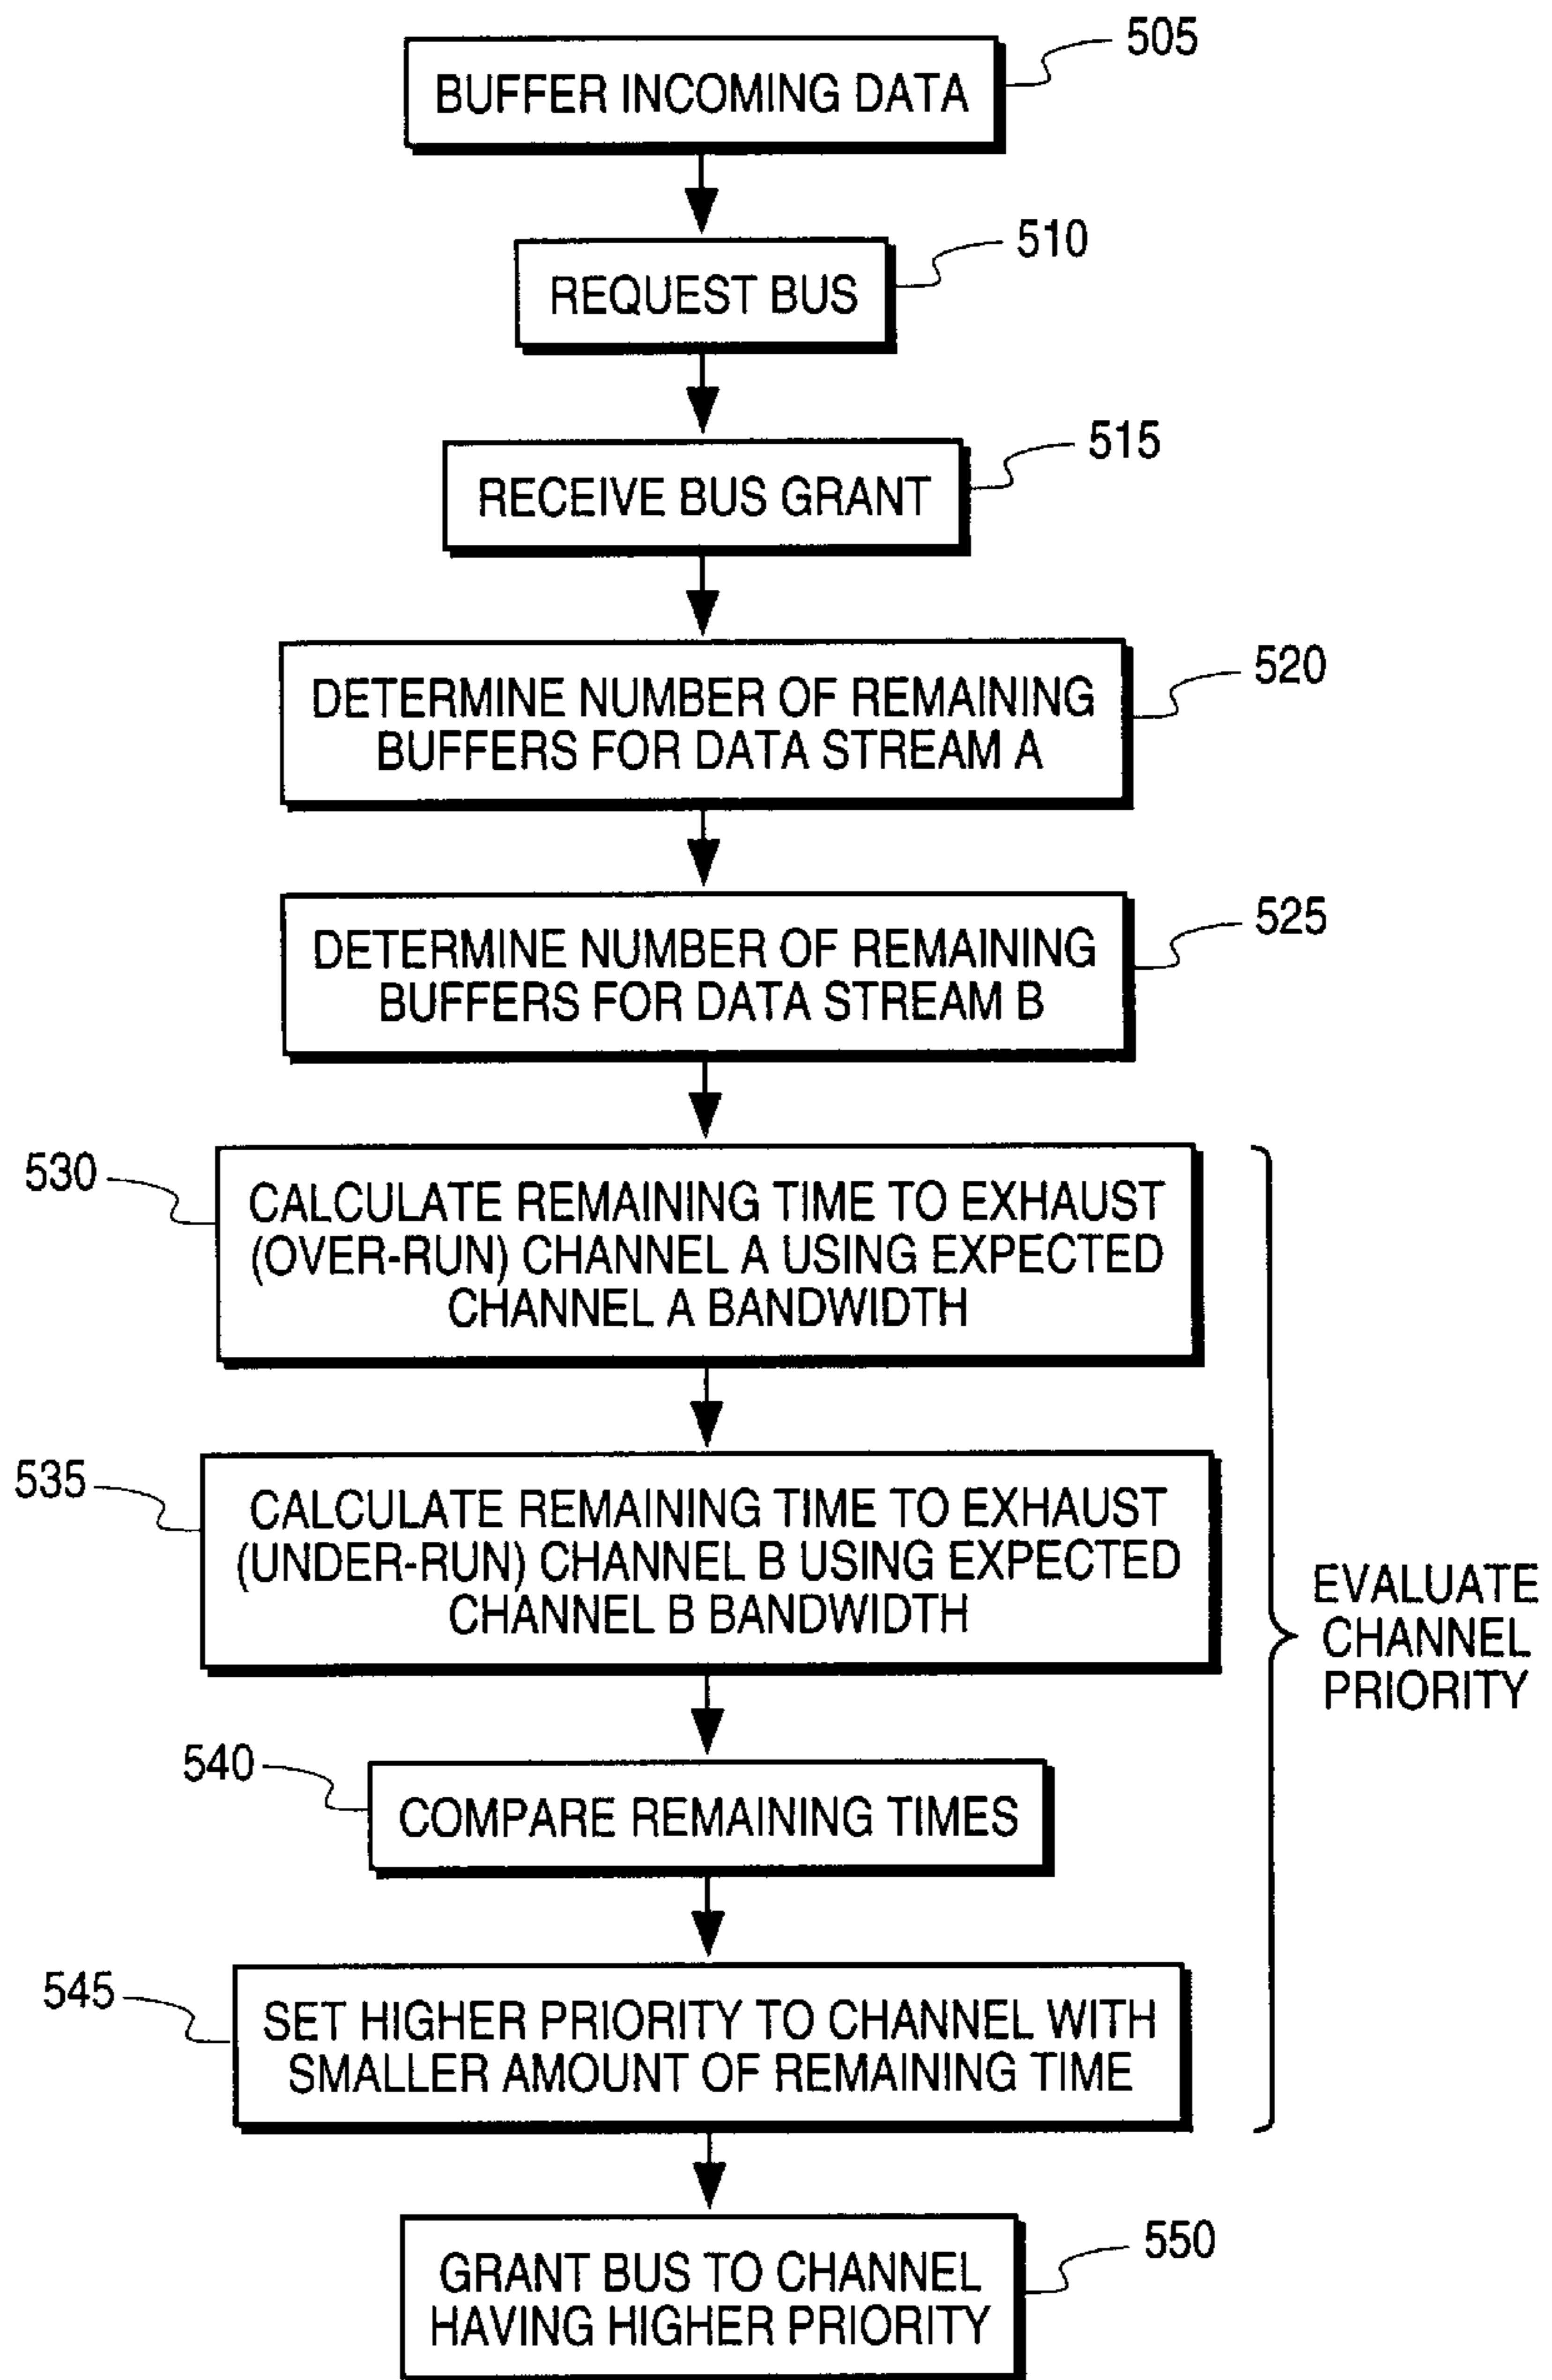 505
BUFFER INCOMING DATA
510
REQUEST BUS
515
RECEIVE BUS GRANT
520
DETERMINE NUMBER OF REMAINING
BUFFERS FOR DATA STREAM A
525
DETERMINE NUMBER OF REMAINING
BUFFERS FOR DATA STREAM B
530
CALCULATE REMAINING TIME TO EXHAUST
(OVER-RUN) CHANNEL A USING EXPECTED
CHANNEL A BANDWIDTH
535
CALCULATE REMAINING TIME TO EXHAUST
(UNDER-RUN) CHANNEL B USING EXPECTED
CHANNEL B BANDWIDTH
EVALUATE
CHANNEL
PRIORITY
540
COMPARE REMAINING TIMES
545
SET HIGHER PRIORITY TO CHANNEL WITH
SMALLER AMOUNT OF REMAINING TIME
550
GRANT BUS TO CHANNEL
HAVING HIGHER PRIORITY